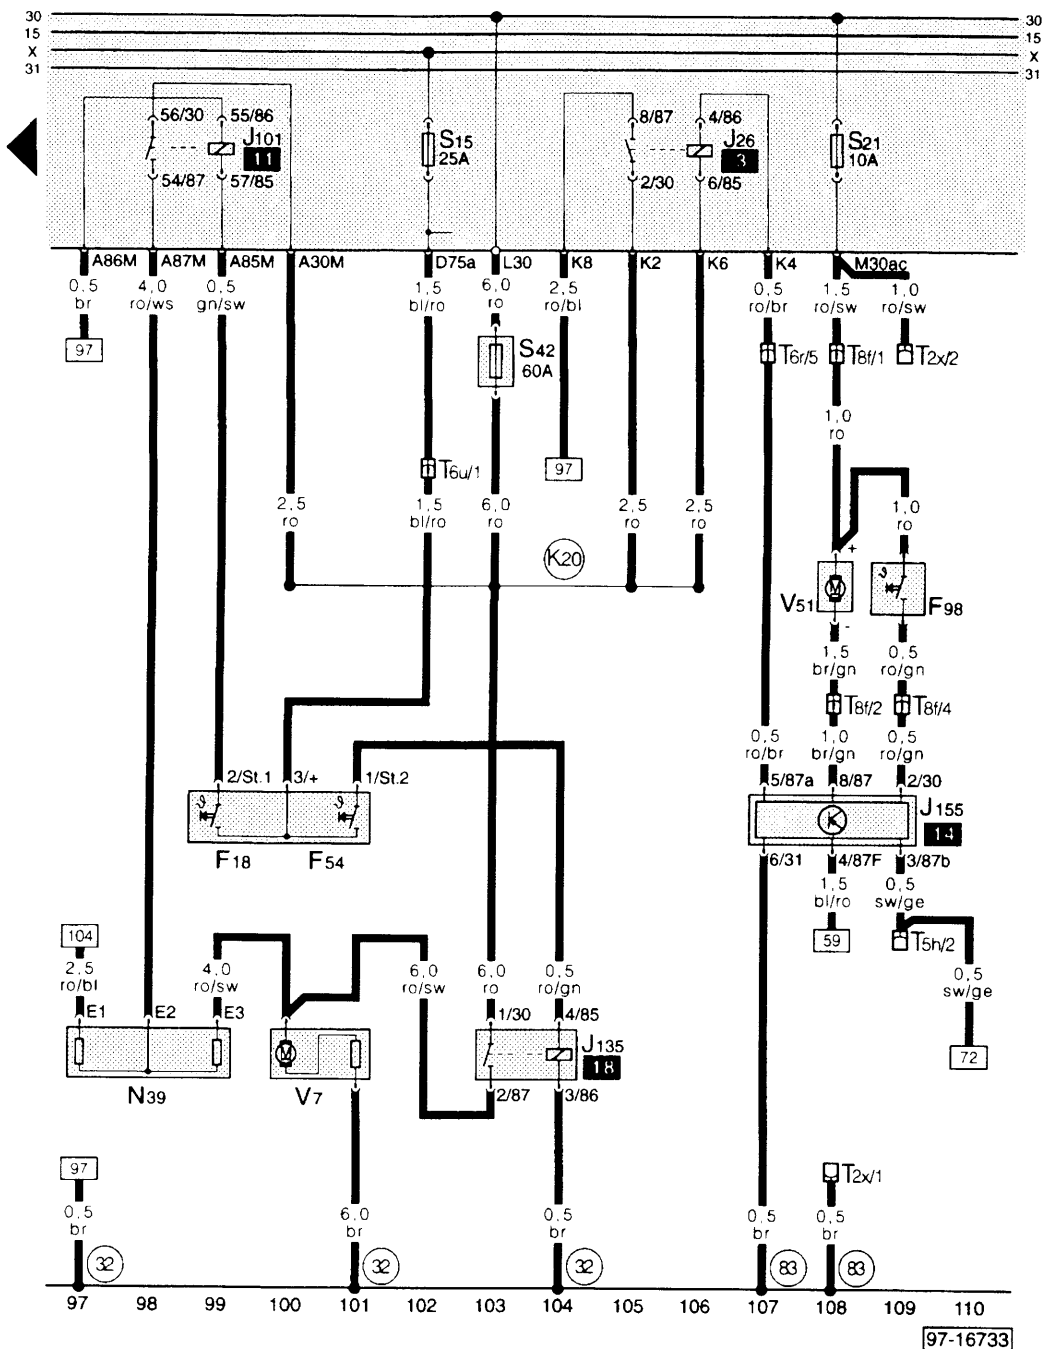 30 30
15 15
X X
31 31
56/30 55/86 8/87 4/86
J101 S15 J26 S21
11 25A 3 10A
54/87 57/85 2/30 6/85
A86M A87M A85M A30M D75a L30 K8 K2 K6 K4 M30ac
0,5 4,0 0,5 1,5 6,0 2,5 0,5 1,5 1,0
br ro/ws gn/sw bl/ro ro ro/bl ro/br ro/sw ro/sw
97 S42 T6r/5 T8f/1 T2x/2
60A
1,0
ro
T6u/1 97
2,5 1,5 6,0 2,5 2,5 1,0
ro bl/ro ro ro ro ro
K20
+
ϑ
M
V51 F98
-
1,5 0,5
br/gn ro/gn
T8f/2 T8f/4
0,5 1,0 0,5
ro/br br/gn ro/gn
2/St.1 3/+ 1/St.2 5/87a 8/87 2/30
ϑ ϑ J155
14
F18 F54 6/31 4/87F 3/87b
1,5 0,5
bl/ro sw/ge
104 59 T5h/2
2,5 4,0 6,0 6,0 0,5 0,5
ro/bl ro/sw ro/sw ro ro/gn sw/ge
E1 E2 E3 1/30 4/85
M J135 72
18
N39 V7 2/87 3/86
97 T2x/1
0,5 6,0 0,5 0,5 0,5
br br br br br
32 32 32 83 83
97 98 99 100 101 102 103 104 105 106 107 108 109 110
97-16733